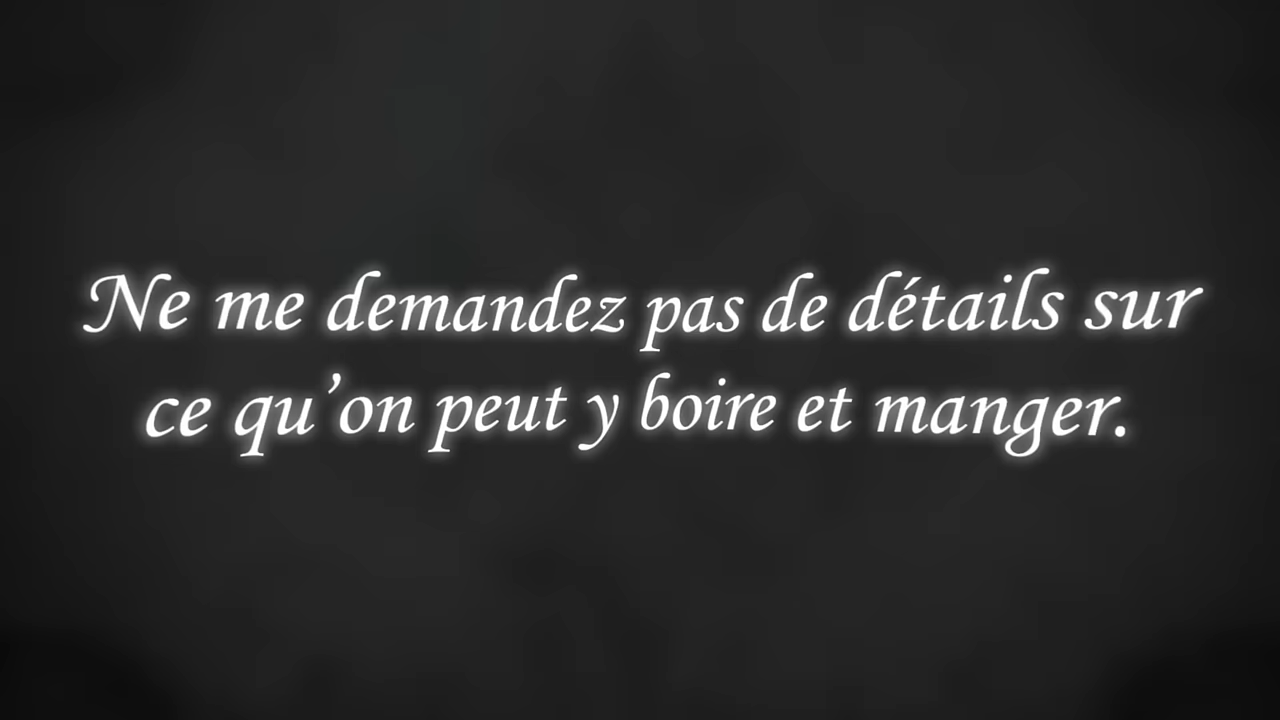 Ne me demandez pas de détails sur
ce qu’on peut y boire et manger.